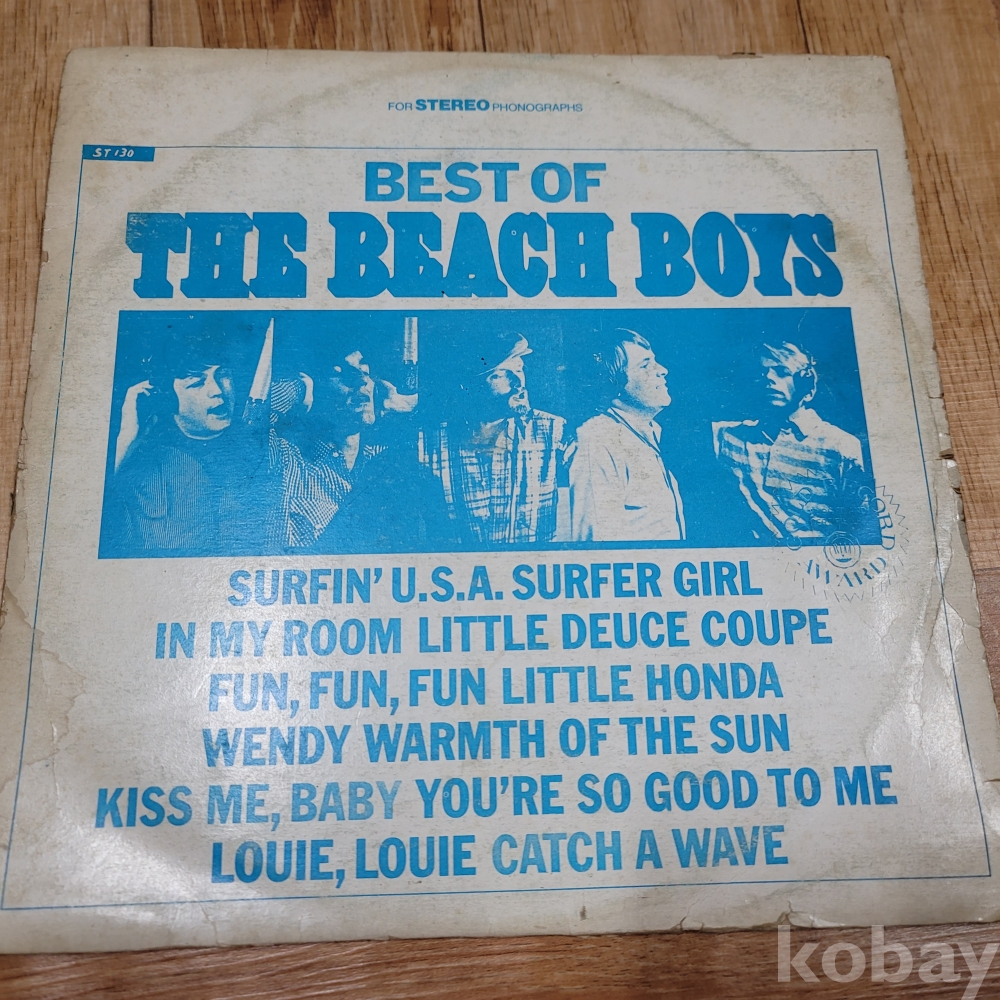 FOR STEREO PHONOGRAPHS
ST 130
BEST OF
THE BEACH BOYS
SURFIN' U.S.A. SURFER GIRL
IN MY ROOM LITTLE DEUCE COUPE
FUN, FUN, FUN LITTLE HONDA
WENDY WARMTH OF THE SUN
KISS ME, BABY YOU'RE SO GOOD TO ME
LOUIE, LOUIE CATCH A WAVE
AWARD
kobay